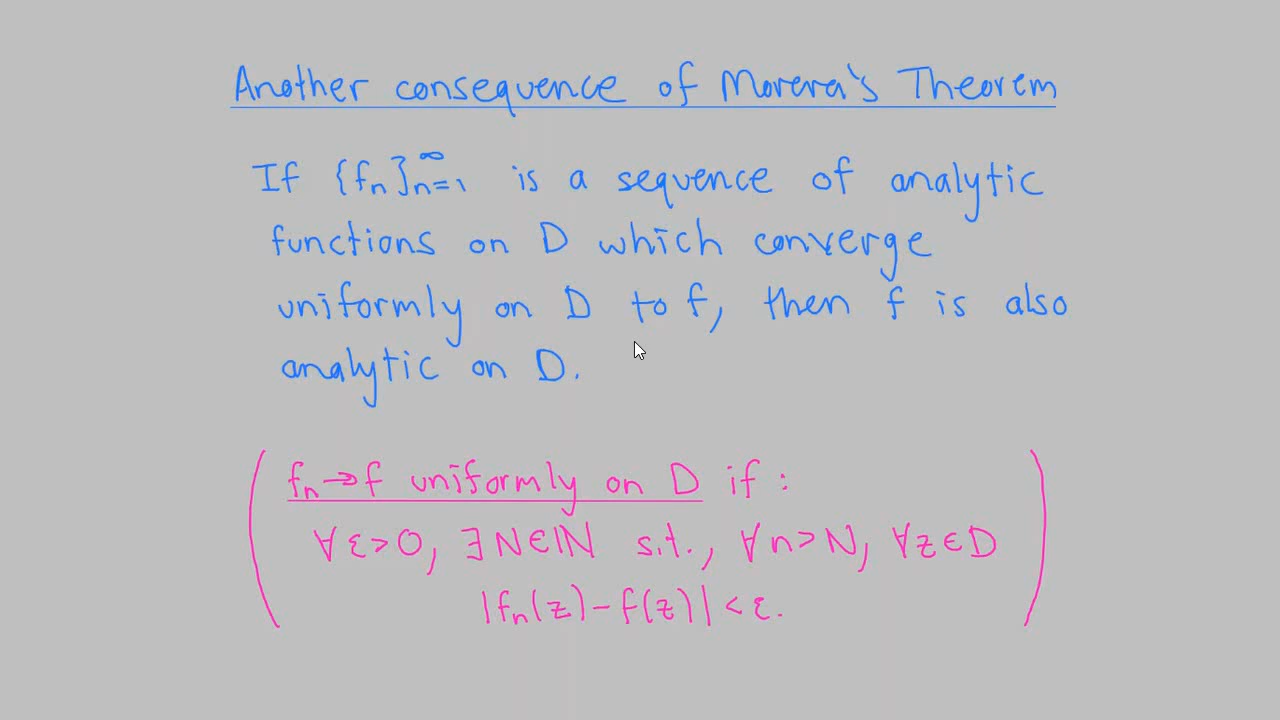 Another consequence of Morera's Theorem
If {fₙ}ₙ₌₁^∞ is a sequence of analytic
functions on D which converge
uniformly on D to f, then f is also
analytic on D.
fₙ→f uniformly on D if :
∀ε>0, ∃N∈ℕ s.t., ∀n>N, ∀z∈D
|fₙ(z)-f(z)|<ε.